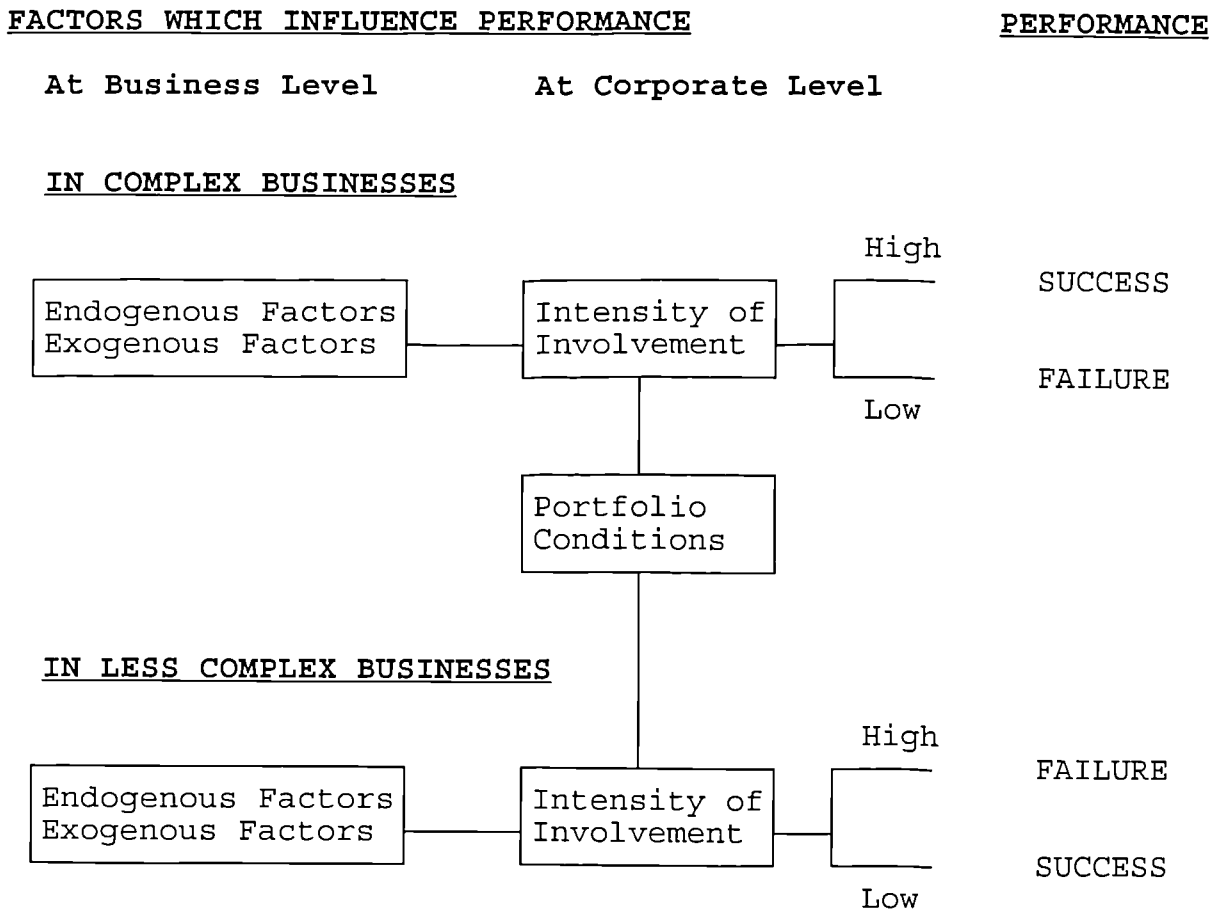 FACTORS WHICH INFLUENCE PERFORMANCE PERFORMANCE
At Business Level At Corporate Level
IN COMPLEX BUSINESSES
High
SUCCESS
Endogenous Factors
Exogenous Factors
Intensity of
Involvement
FAILURE
Low
Portfolio
Conditions
IN LESS COMPLEX BUSINESSES
High
FAILURE
Endogenous Factors
Exogenous Factors
Intensity of
Involvement
SUCCESS
Low